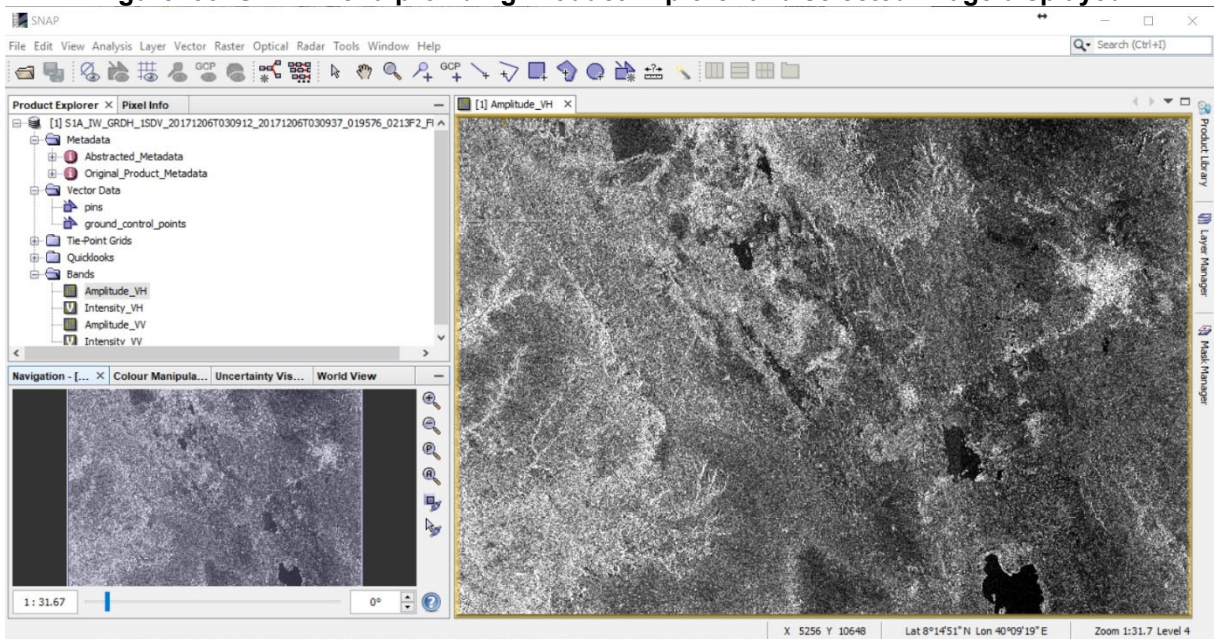 SNAP
File Edit View Analysis Layer Vector Raster Optical Radar Tools Window Help
Search (Ctrl+I)
GCP
GCP
Product Explorer × Pixel Info
[1] S1A_IW_GRDH_1SDV_20171206T030912_20171206T030937_019576_0213F2_F
Metadata
Abstracted_Metadata
Original_Product_Metadata
Vector Data
pins
ground_control_points
Tie-Point Grids
Quicklooks
Bands
Amplitude_VH
Intensity_VH
Amplitude_VV
Intensity_VV
[1] Amplitude_VH ×
Product Library
Layer Manager
Mask Manager
Navigation - [... × Colour Manipula... Uncertainty Vis... World View
1 : 31.67
0°
X 5256 Y 10648 Lat 8°14'51" N Lon 40°09'19" E Zoom 1:31.7 Level 4